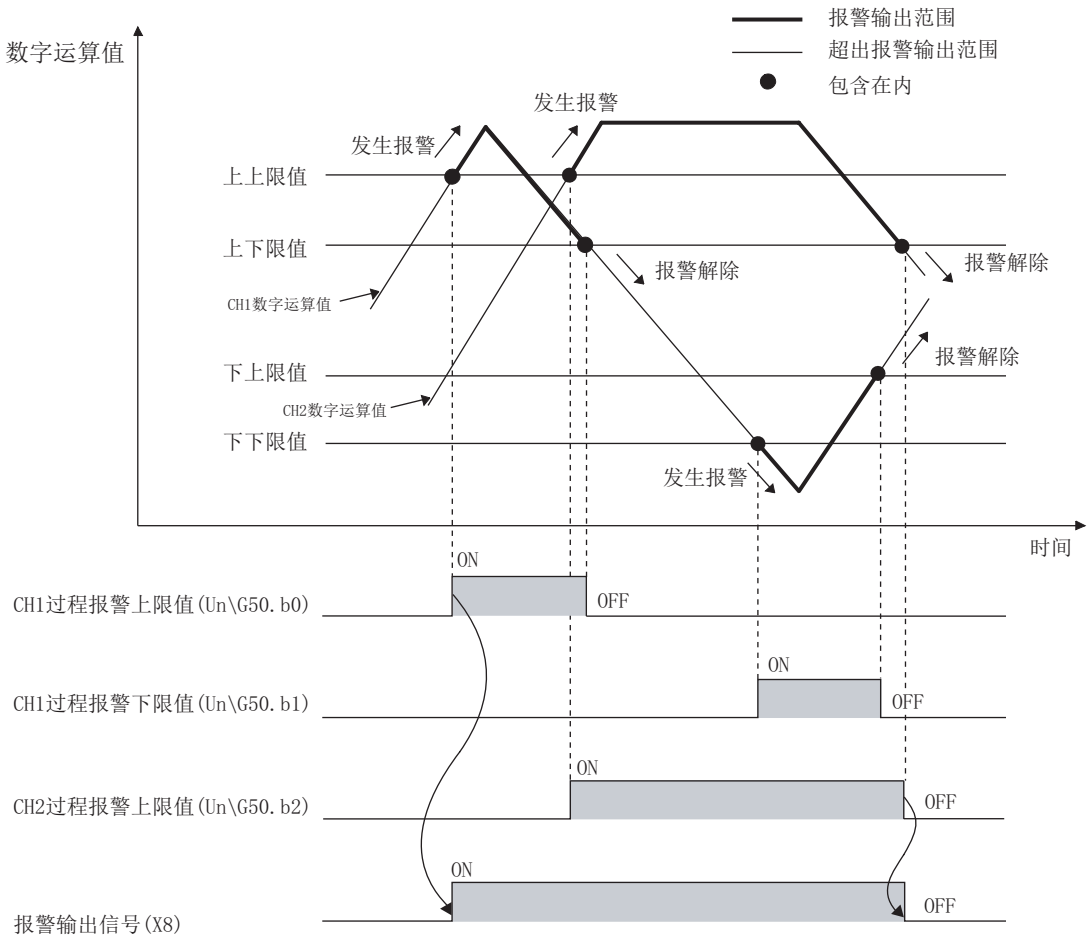 报警输出范围
数字运算值
超出报警输出范围
包含在内
发生报警
发生报警
上上限值
上下限值
报警解除
报警解除
CH1数字运算值
下上限值
报警解除
CH2数字运算值
下下限值
发生报警
时间
ON
CH1过程报警上限值(Un\G50.b0)
OFF
ON
CH1过程报警下限值(Un\G50.b1)
OFF
ON
CH2过程报警上限值(Un\G50.b2)
OFF
ON
报警输出信号(X8)
OFF